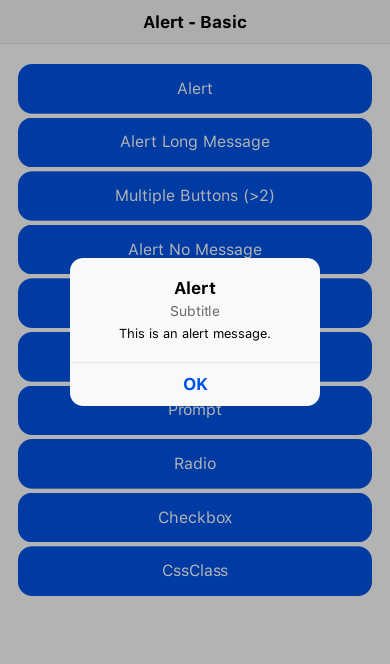 Alert - Basic
Alert
Alert Long Message
Multiple Buttons (>2)
Alert No Message
Alert
Subtitle
This is an alert message.
OK
Prompt
Radio
Checkbox
CssClass